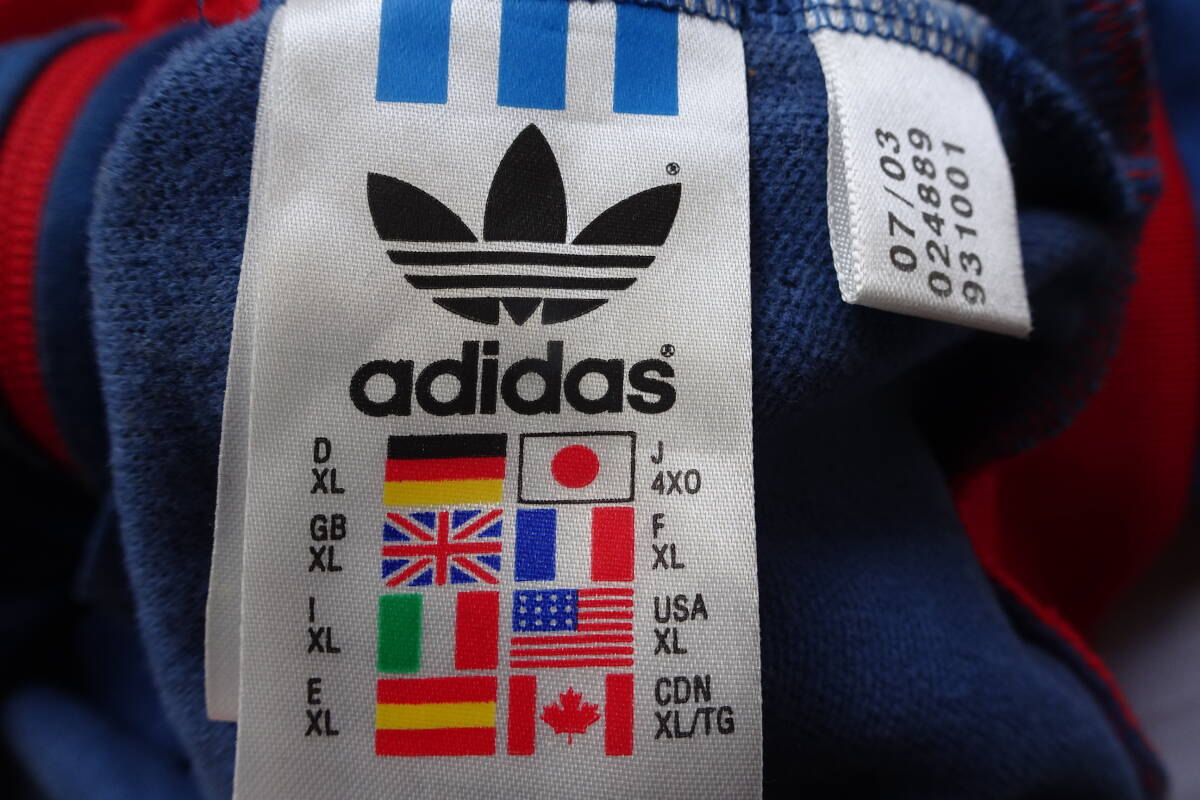 adidas®
D
XL
J
4XO
GB
XL
F
XL
I
XL
USA
XL
E
XL
CDN
XL/TG
07/03
024889
931001